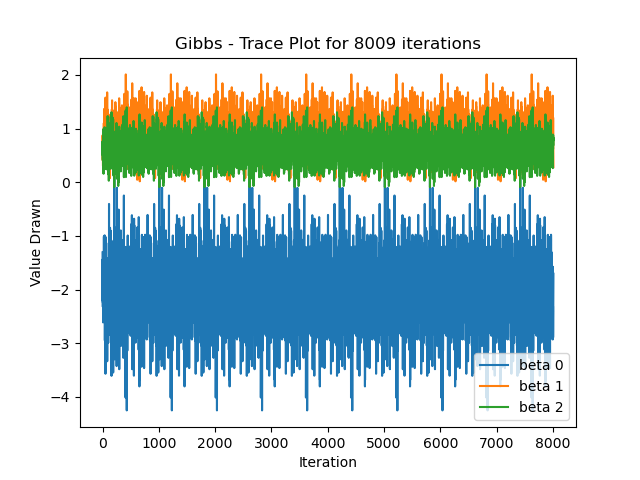 Gibbs - Trace Plot for 8009 iterations
2
1
0
−1
−2
−3
−4
Value Drawn
0
1000
2000
3000
4000
5000
6000
7000
8000
Iteration
beta 0
beta 1
beta 2